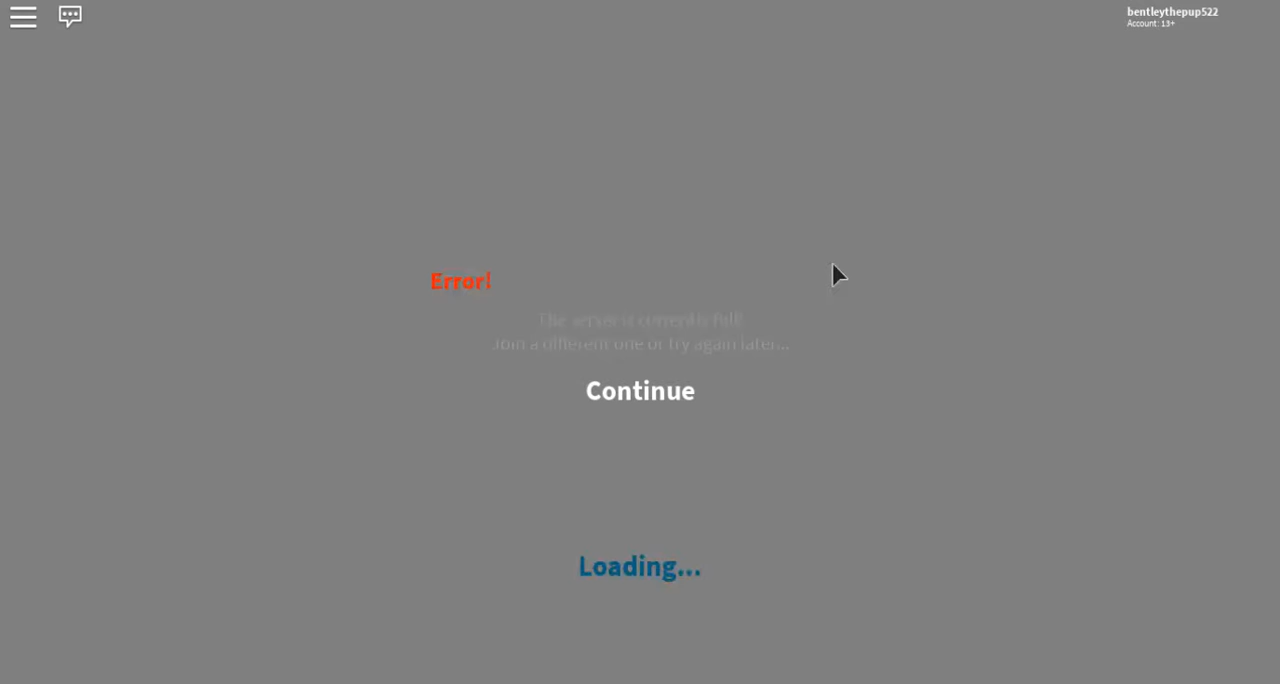 bentleythepup522
Account: 13+
Error!
The server is currently full!
Join a different one or try again later...
Continue
Loading...